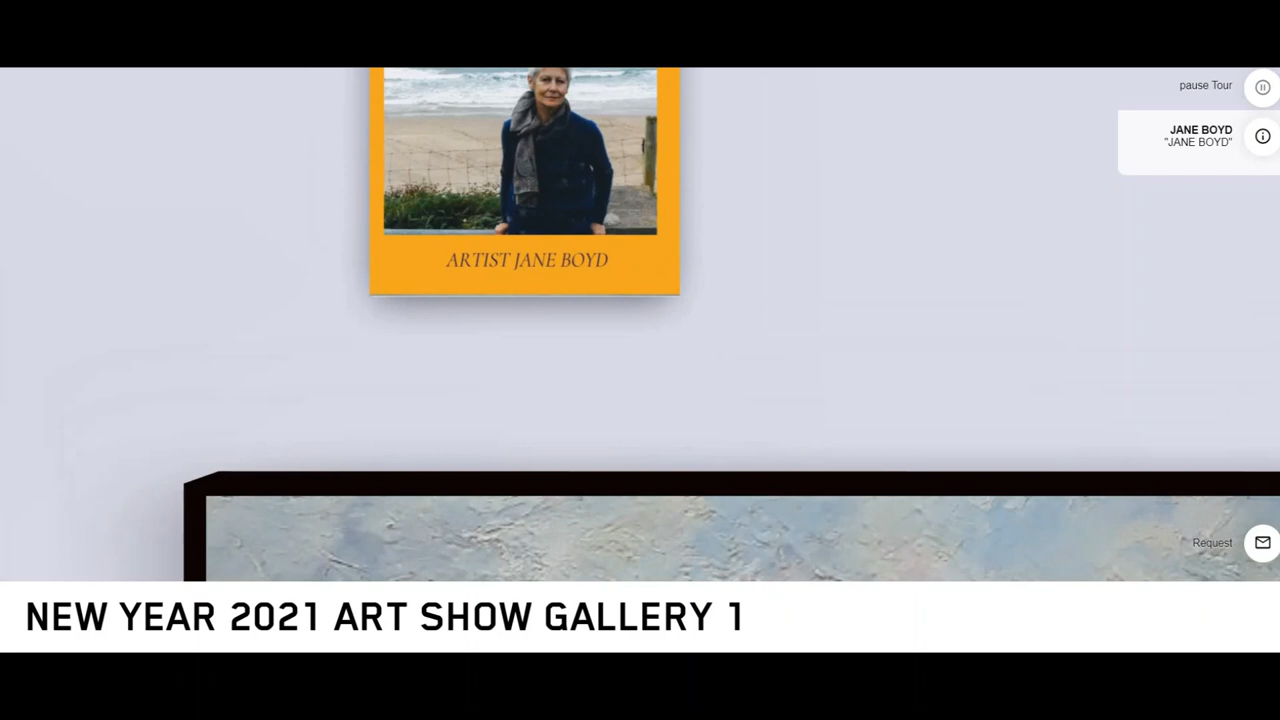 pause Tour
JANE BOYD
"JANE BOYD"
ARTIST JANE BOYD
Request
NEW YEAR 2021 ART SHOW GALLERY 1